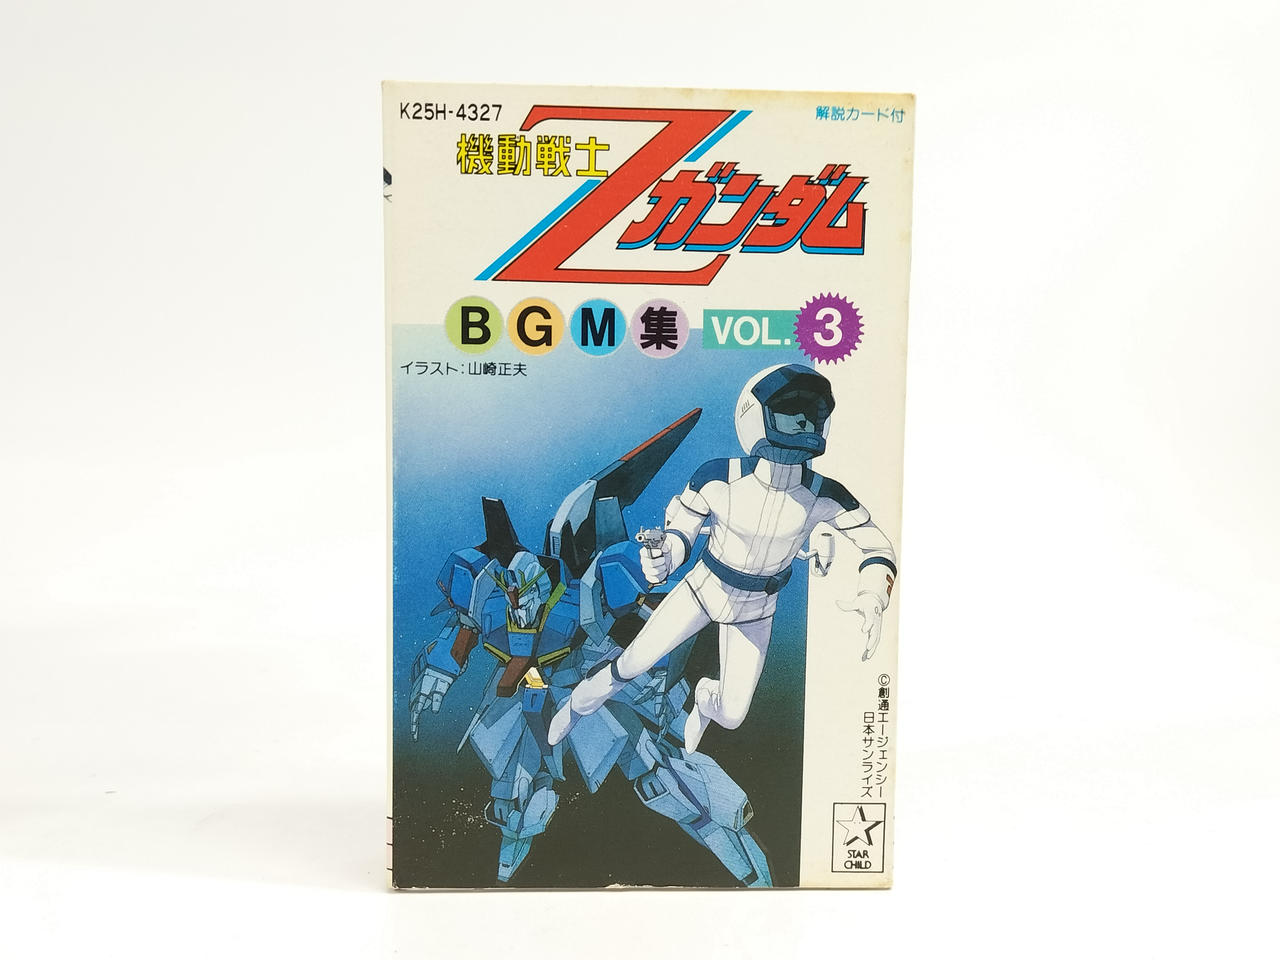 K25H-4327
解説カード付
機動戦士
Zガンダム
BGM集 VOL.3
イラスト:山崎正夫
©創通エージェンシー
日本サンライズ
STAR
CHILD